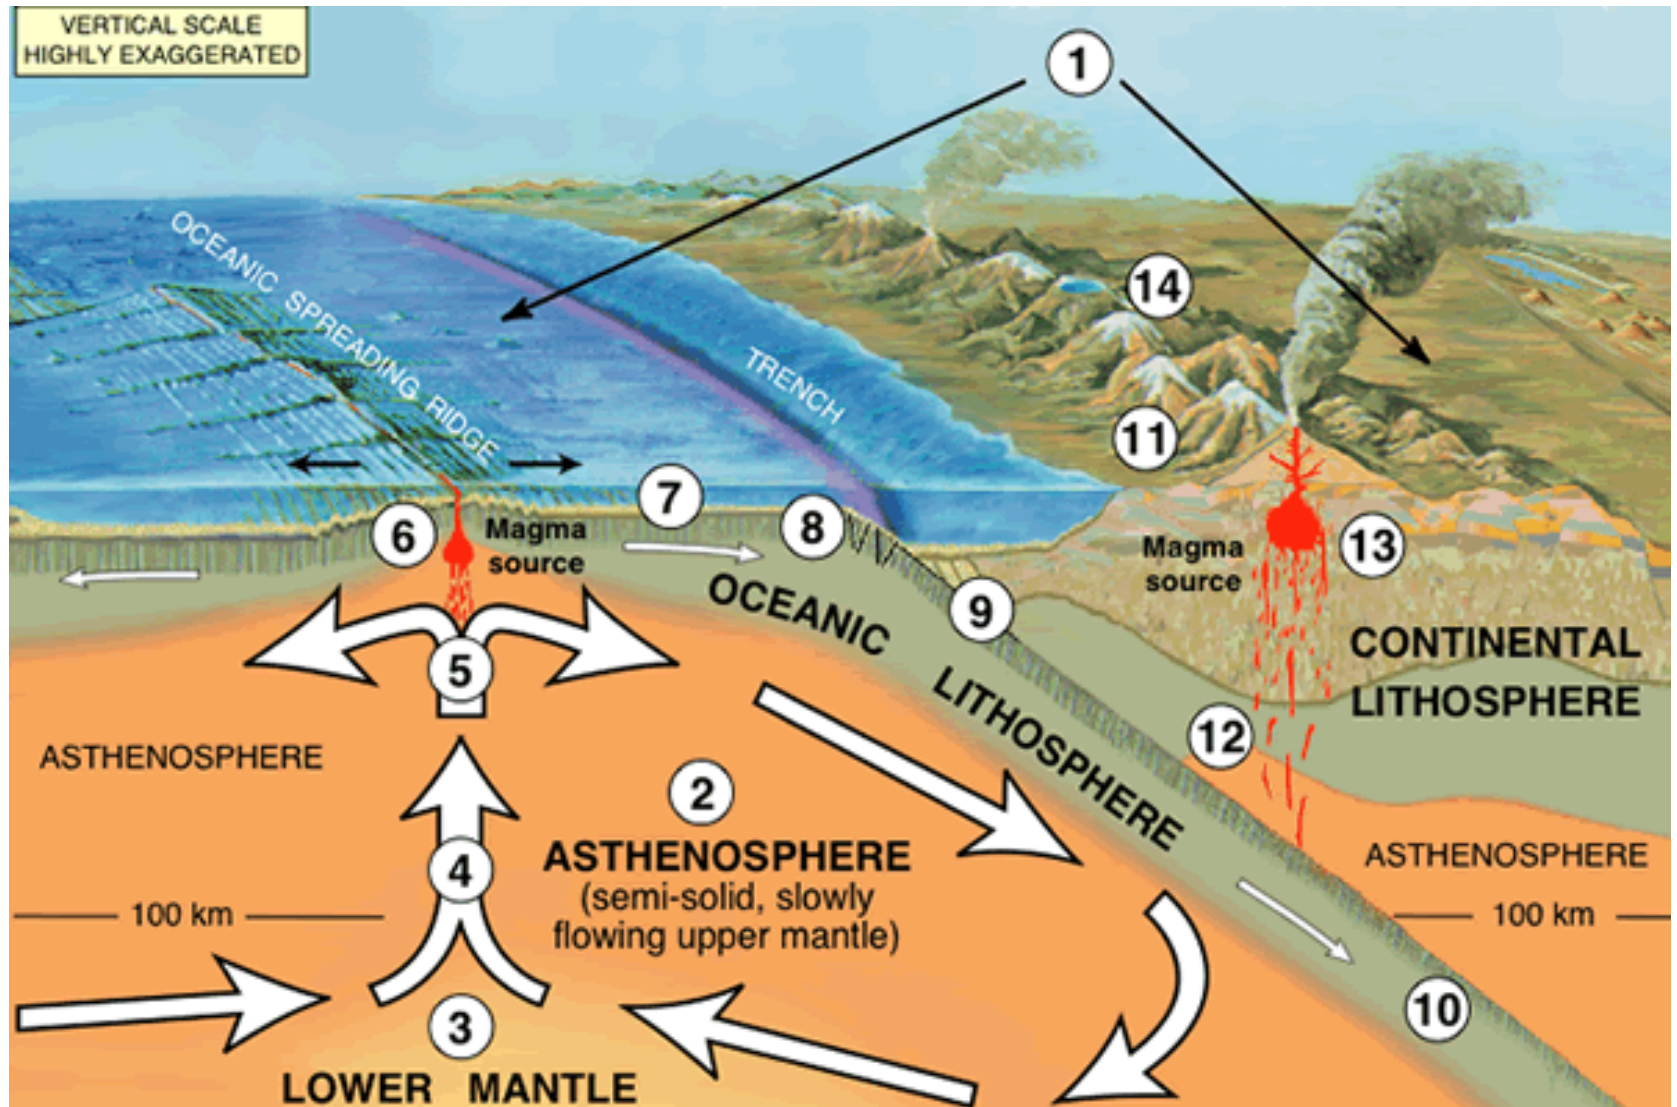 VERTICAL SCALE
HIGHLY EXAGGERATED
1
OCEANIC SPREADING RIDGE
TRENCH
14
11
7
8
6
Magma
source
13
Magma
source
9
OCEANIC LITHOSPHERE
CONTINENTAL
LITHOSPHERE
5
12
ASTHENOSPHERE
2
ASTHENOSPHERE
(semi-solid, slowly
flowing upper mantle)
4
ASTHENOSPHERE
100 km
100 km
10
3
LOWER MANTLE